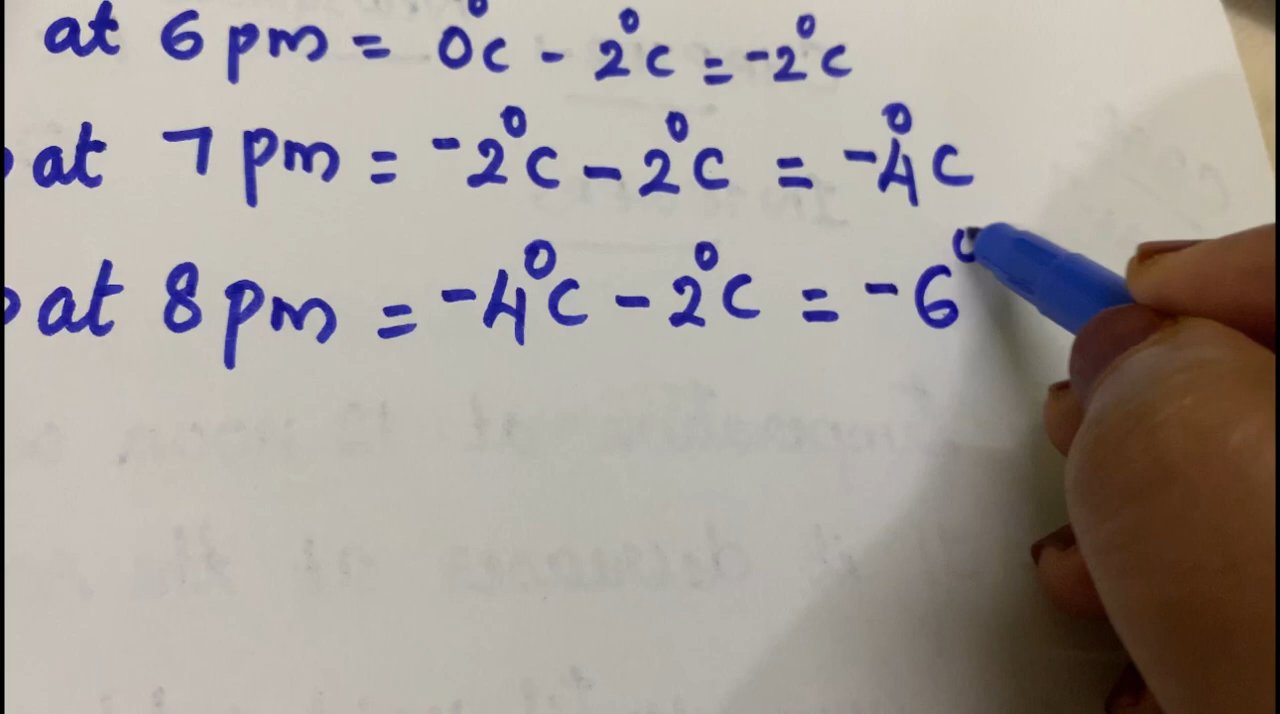 at 6 pm = 0°C - 2°C = -2°C
at 7 pm = -2°C - 2°C = -4°C
at 8 pm = -4°C - 2°C = -6°